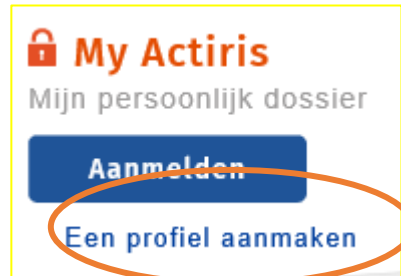 My Actiris
Mijn persoonlijk dossier
Aanmelden
Een profiel aanmaken